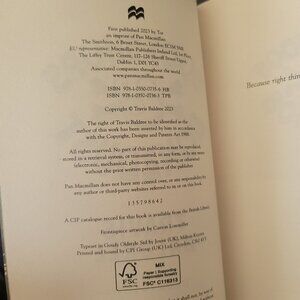 First published 2023 by Tor
an imprint of Pan Macmillan
The Smithson, 6 Briset Street, London EC1M 5NR
EU representative: Macmillan Publishers Ireland Ltd, 1st Floor,
The Liffey Trust Centre, 117–126 Sheriff Street Upper,
Dublin 1, D01 YC43
Associated companies throughout the world
www.panmacmillan.com
ISBN 978-1-0350-0735-6 HB
ISBN 978-1-0350-0736-3 TPB
Copyright © Travis Baldree 2023
The right of Travis Baldree to be identified as the
author of this work has been asserted by him in accordance
with the Copyright, Designs and Patents Act 1988.
All rights reserved. No part of this publication may be reproduced,
stored in a retrieval system, or transmitted, in any form, or by any means
(electronic, mechanical, photocopying, recording or otherwise)
without the prior written permission of the publisher.
Pan Macmillan does not have any control over, or any responsibility for,
any author or third-party websites referred to in or on this book.
1 3 5 7 9 8 6 4 2
A CIP catalogue record for this book is available from the British Library.
Frontispiece artwork by Carson Lowmiller
Typeset in Goudy Oldstyle Std by Jouve (UK), Milton Keynes
Printed and bound by CPI Group (UK) Ltd, Croydon, CR0 4YY
FSC
www.fsc.org
MIX
Paper | Supporting
responsible forestry
FSC® C116313
Because right thin